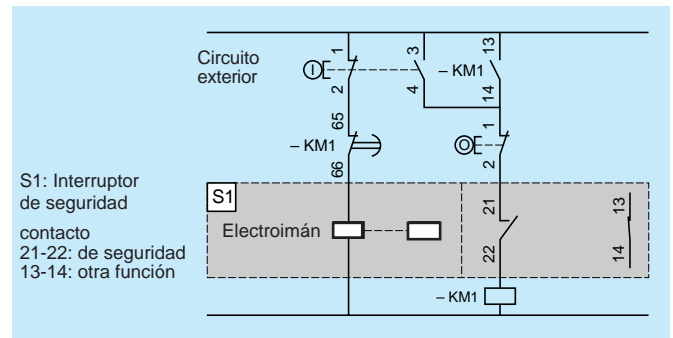 Circuito
exterior
I
1
2
3
4
– KM1
13
14
65
66
– KM1
O
1
2
S1: Interruptor
de seguridad
contacto
21-22: de seguridad
13-14: otra función
S1
Electroimán
21
22
13
14
– KM1